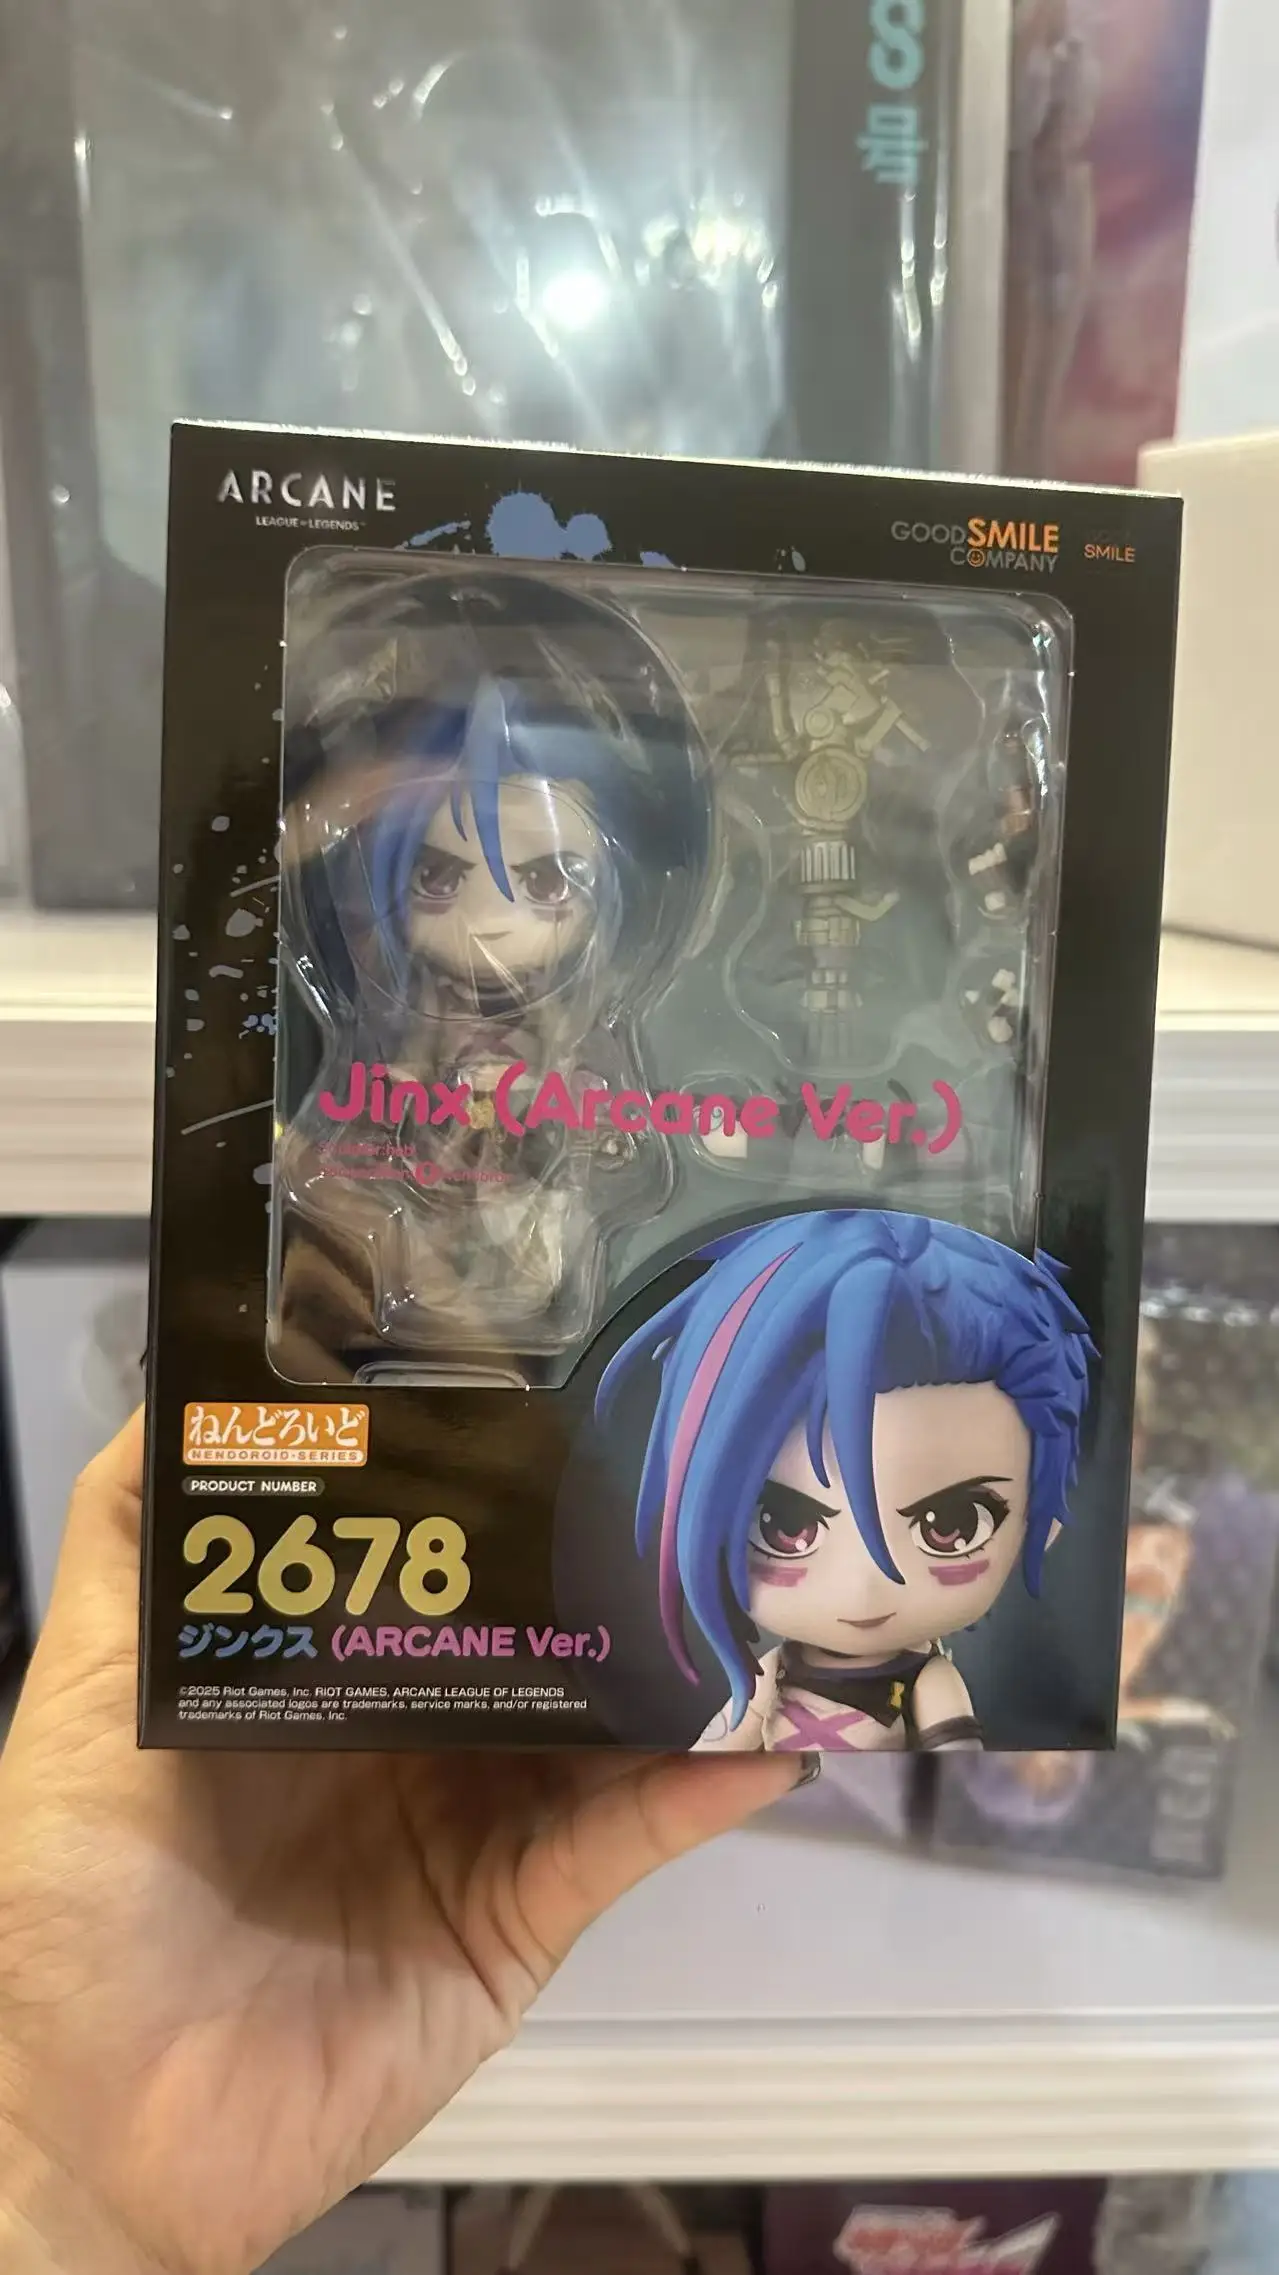 ARCANE
LEAGUE OF LEGENDS™
GOOD SMILE
COMPANY
SMILE
Jinx (Arcane Ver.)
ねんどろいど
NENDOROID·SERIES
PRODUCT NUMBER
2678
ジンクス (ARCANE Ver.)
©2025 Riot Games, Inc. RIOT GAMES, ARCANE LEAGUE OF LEGENDS
and any associated logos are trademarks, service marks, and/or registered
trademarks of Riot Games, Inc.